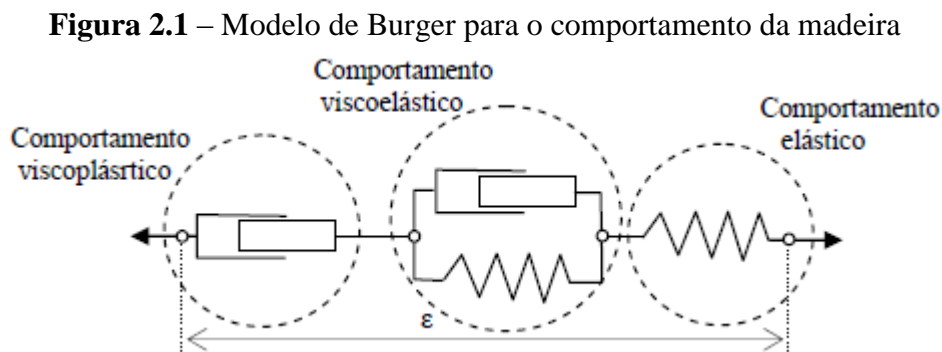 Figura 2.1 – Modelo de Burger para o comportamento da madeira
Comportamento
viscoelástico
Comportamento
viscoplásrtico
Comportamento
elástico
ε